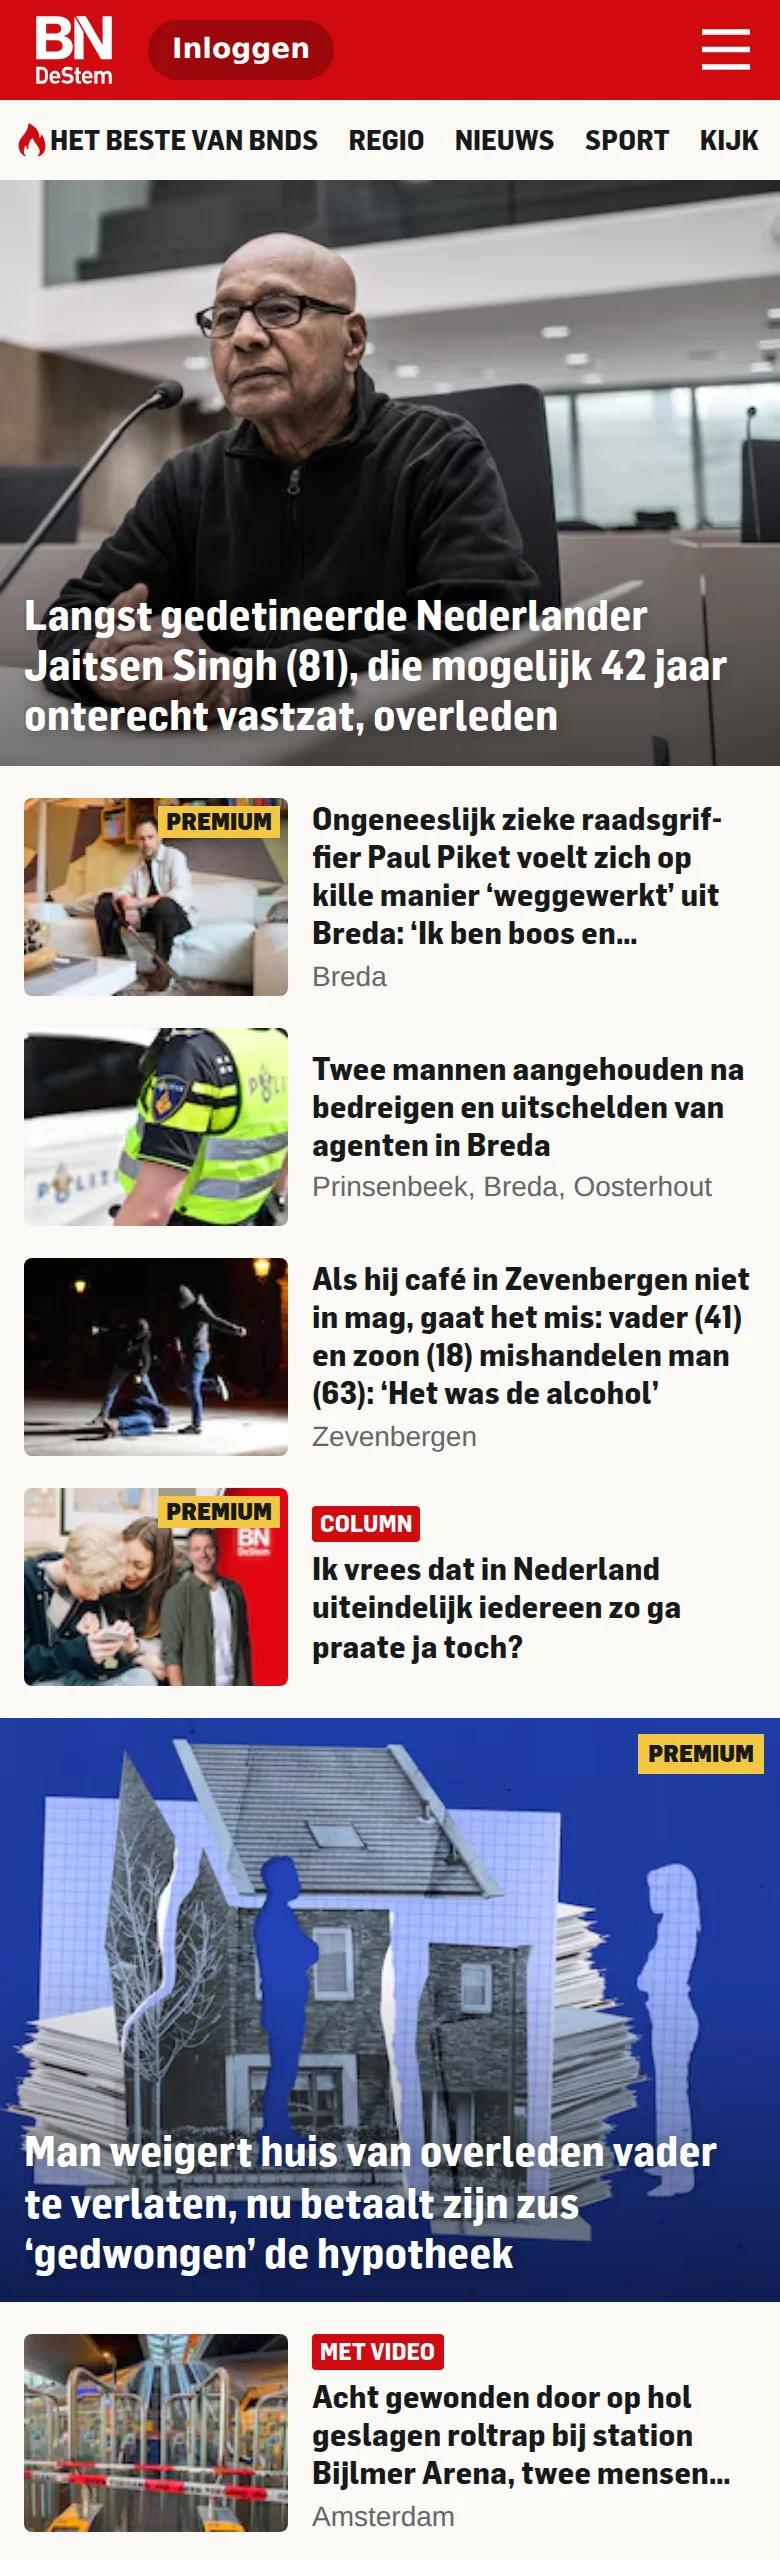 BN
DeStem
Inloggen
HET BESTE VAN BNDS REGIO NIEUWS SPORT KIJK
Langst gedetineerde Nederlander
Jaitsen Singh (81), die mogelijk 42 jaar
onterecht vastzat, overleden
PREMIUM
Ongeneeslijk zieke raadsgrif-
fier Paul Piket voelt zich op
kille manier ‘weggewerkt’ uit
Breda: ‘Ik ben boos en...
Breda
POLITI
Twee mannen aangehouden na
bedreigen en uitschelden van
agenten in Breda
Prinsenbeek, Breda, Oosterhout
Als hij café in Zevenbergen niet
in mag, gaat het mis: vader (41)
en zoon (18) mishandelen man
(63): ‘Het was de alcohol’
Zevenbergen
PREMIUM
BN
DeStem
COLUMN
Ik vrees dat in Nederland
uiteindelijk iedereen zo ga
praate ja toch?
PREMIUM
Man weigert huis van overleden vader
te verlaten, nu betaalt zijn zus
‘gedwongen’ de hypotheek
MET VIDEO
Acht gewonden door op hol
geslagen roltrap bij station
Bijlmer Arena, twee mensen...
Amsterdam